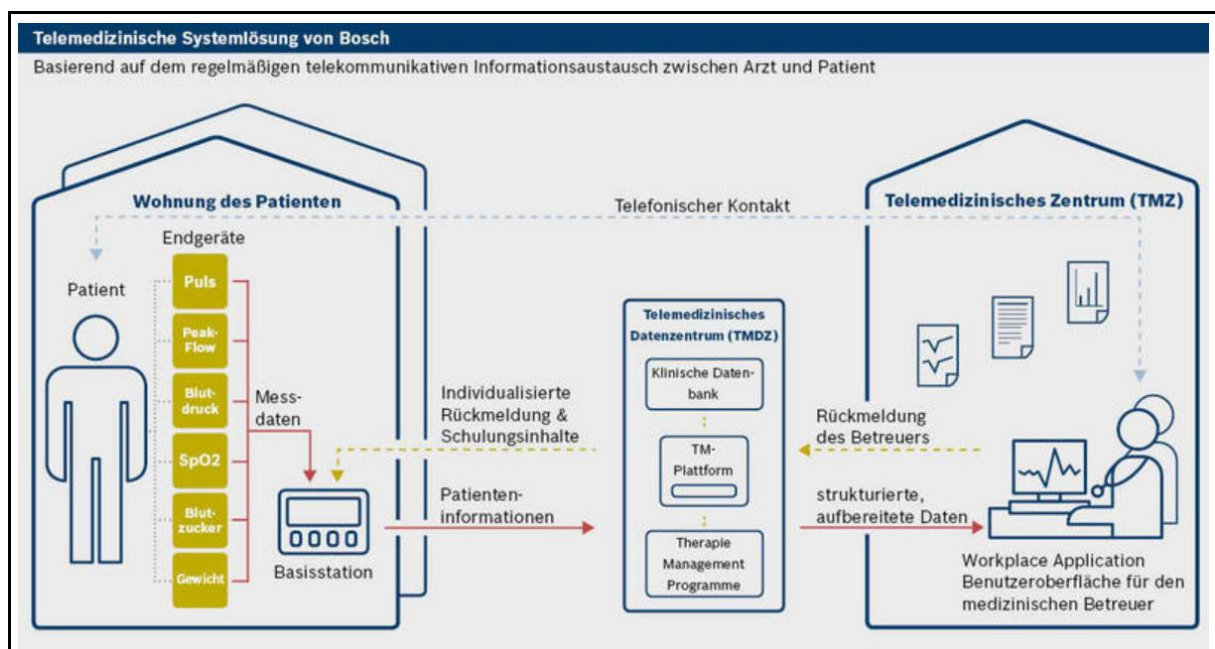 Telemedizinische Systemlösung von Bosch
Basierend auf dem regelmäßigen telekommunikativen Informationsaustausch zwischen Arzt und Patient
Wohnung des Patienten
Telefonischer Kontakt
Telemedizinisches Zentrum (TMZ)
Endgeräte
Patient
Puls
Peak-
Flow
Blut-
druck
SpO2
Blut-
zucker
Gewicht
Mess-
daten
Basisstation
Individualisierte
Rückmeldung &
Schulungsinhalte
Patienten-
informationen
Telemedizinisches
Datenzentrum (TMDZ)
Klinische Daten-
bank
TM-
Plattform
Therapie
Management
Programme
Rückmeldung
des Betreuers
strukturierte,
aufbereitete Daten
Workplace Application
Benutzeroberfläche für den
medizinischen Betreuer